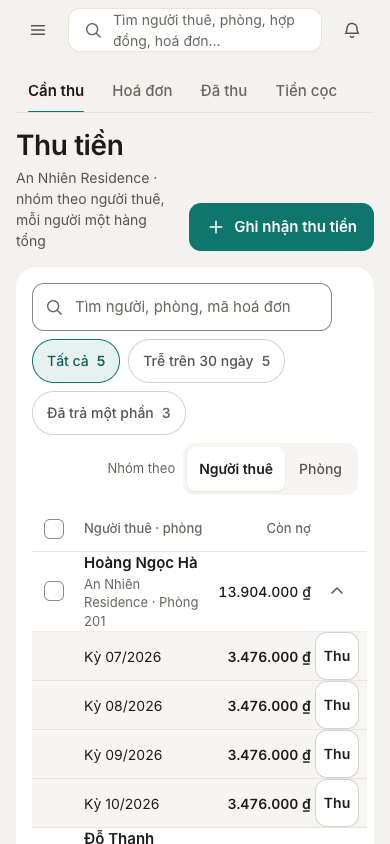 Tìm người thuê, phòng, hợp
đồng, hoá đơn...
Cần thu
Hoá đơn
Đã thu
Tiền cọc
Thu tiền
An Nhiên Residence ·
nhóm theo người thuê,
mỗi người một hàng
tổng
Ghi nhận thu tiền
Tìm người, phòng, mã hoá đơn
Tất cả 5
Trễ trên 30 ngày 5
Đã trả một phần 3
Nhóm theo
Người thuê
Phòng
Người thuê · phòng
Còn nợ
Hoàng Ngọc Hà
An Nhiên
Residence · Phòng
201
13.904.000 ₫
Kỳ 07/2026
3.476.000 ₫
Thu
Kỳ 08/2026
3.476.000 ₫
Thu
Kỳ 09/2026
3.476.000 ₫
Thu
Kỳ 10/2026
3.476.000 ₫
Thu
Đỗ Thanh